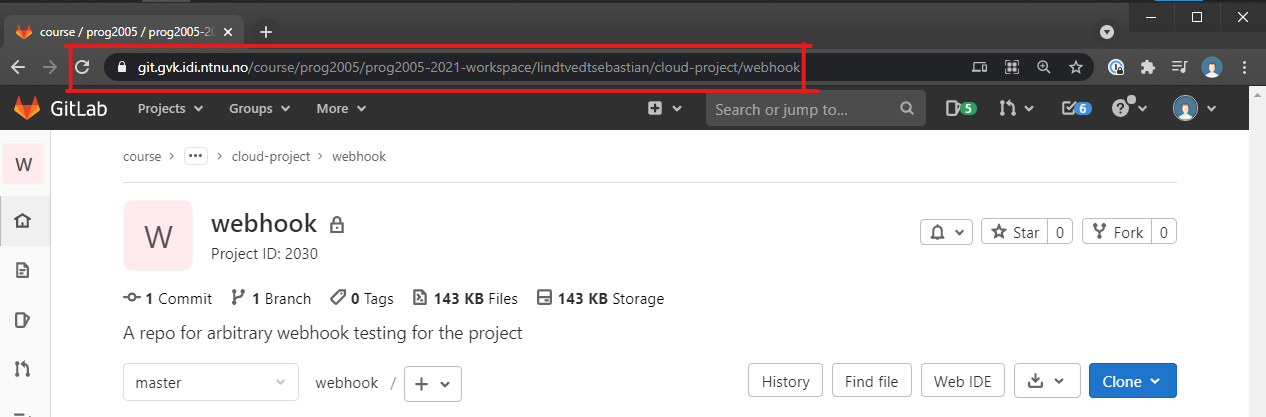 course / prog2005 / prog2005-20
git.gvk.idi.ntnu.no/course/prog2005/prog2005-2021-workspace/lindtvedtsebastian/cloud-project/webhook
GitLab Projects Groups More Search or jump to... 5 6
W course > ... > cloud-project > webhook
W webhook
Project ID: 2030
Star 0 Fork 0
1 Commit 1 Branch 0 Tags 143 KB Files 143 KB Storage
A repo for arbitrary webhook testing for the project
master webhook / + History Find file Web IDE Clone